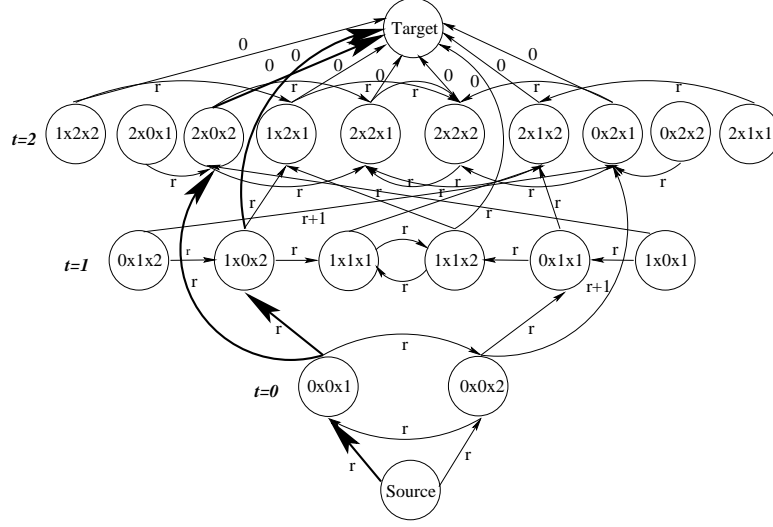 Target
0 0 0 0 0 0 0 0 0 0
r r r r r r
t=2 1x2x2 2x0x1 2x0x2 1x2x1 2x2x1 2x2x2 2x1x2 0x2x1 0x2x2 2x1x1
r r r r r r r
r r+1 r r
t=1 0x1x2 r 1x0x2 r 1x1x1 r r 1x1x2 r 0x1x1 r 1x0x1
r r r r r+1
t=0 0x0x1 0x0x2
r
r r
Source